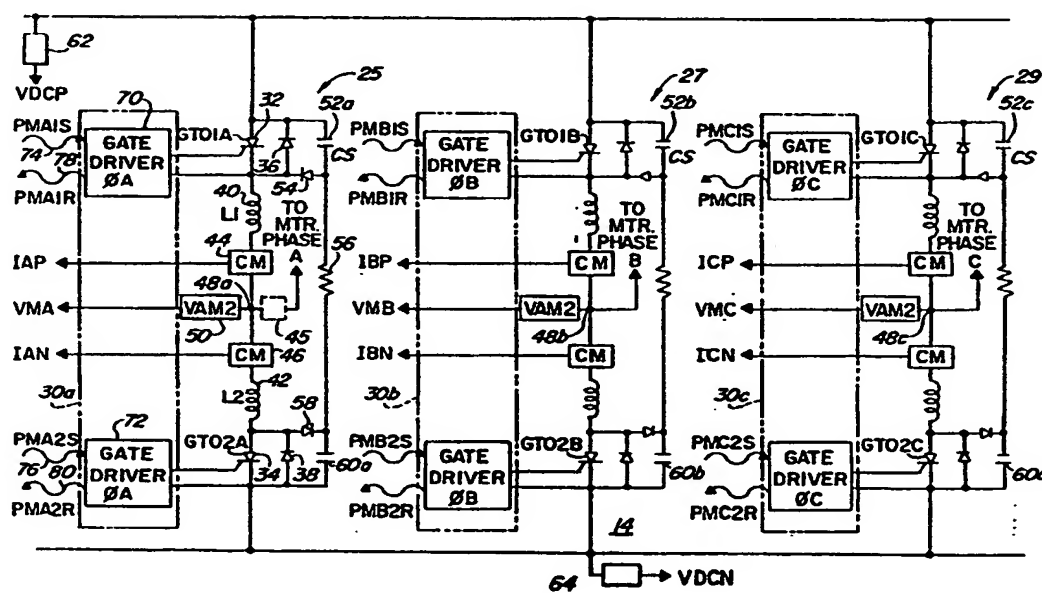 62
VDCP
70
32
52a
25
PMA1S
74
78
PMA1R
GATE
DRIVER
ØA
GTO1A
36
CS
54
40
L1
TO
MTR.
PHASE
A
56
44
CM
IAP
48a
VMA
VAM2
50
45
IAN
CM
46
42
L2
58
30a
72
PMA2S
76
80
PMA2R
GATE
DRIVER
ØA
GTO2A
34
38
60a
27
52b
PMB1S
PMB1R
GATE
DRIVER
ØB
GTO1B
CS
TO
MTR.
PHASE
B
IBP
CM
VMB
VAM2
48b
IBN
CM
30b
PMB2S
PMB2R
GATE
DRIVER
ØB
GTO2B
60b
14
64
VDCN
29
52c
PMC1S
PMC1R
GATE
DRIVER
ØC
GTO1C
CS
TO
MTR.
PHASE
C
ICP
CM
VMC
VAM2
48c
ICN
CM
30c
PMC2S
PMC2R
GATE
DRIVER
ØC
GTO2C